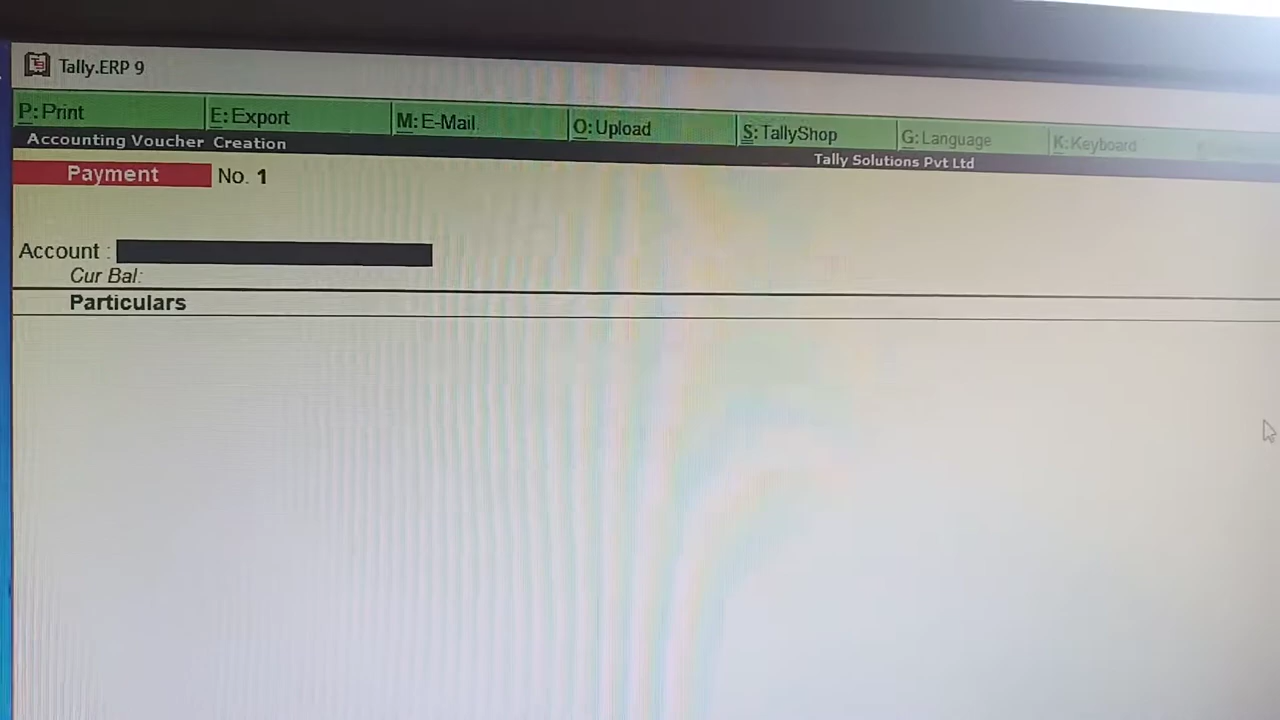 Tally.ERP 9
P: Print E: Export M: E-Mail O: Upload S: TallyShop G: Language K: Keyboard
Accounting Voucher Creation Tally Solutions Pvt Ltd
Payment No. 1
Account :
Cur Bal:
Particulars